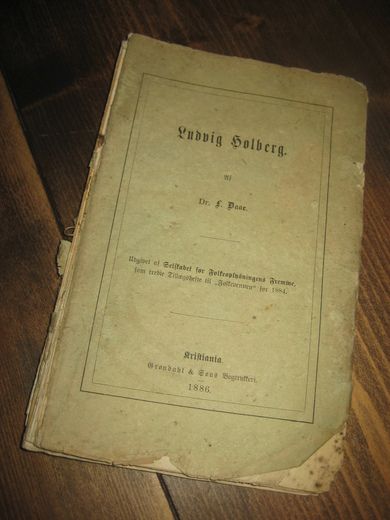 Ludvig Holberg.
Af
Dr. L. Daae.
Udgivet af Selskabet for Folkeoplysningens Fremme,
som tredie Tillægshefte til „Folkevennen“ for 1884.
Kristiania.
Grøndahl & Søns Bogtrykkeri.
1886.